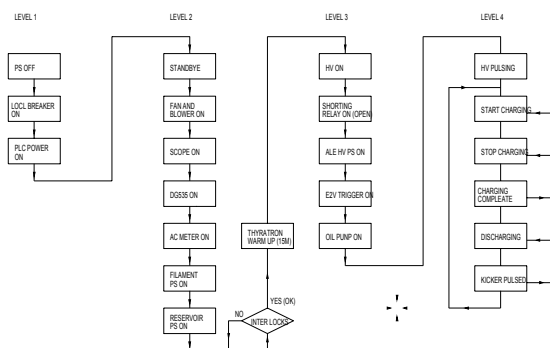 LEVEL 1
PS OFF
LOCL BREAKER
ON
PLC POWER
ON
LEVEL 2
STANDBYE
FAN AND
BLOWER ON
SCOPE ON
DG535 ON
AC METER ON
FILAMENT
PS ON
RESERVOIR
PS ON
THYRATRON
WARM UP (15M)
YES (OK)
NO
INTER LOCKS
LEVEL 3
HV ON
SHORTING
RELAY ON (OPEN)
ALE HV PS ON
E2V TRIGGER ON
OIL PUNP ON
LEVEL 4
HV PULSING
START CHARGING
STOP CHARGING
CHARGING
COMPLEATE
DISCHARGING
KICKER PULSED